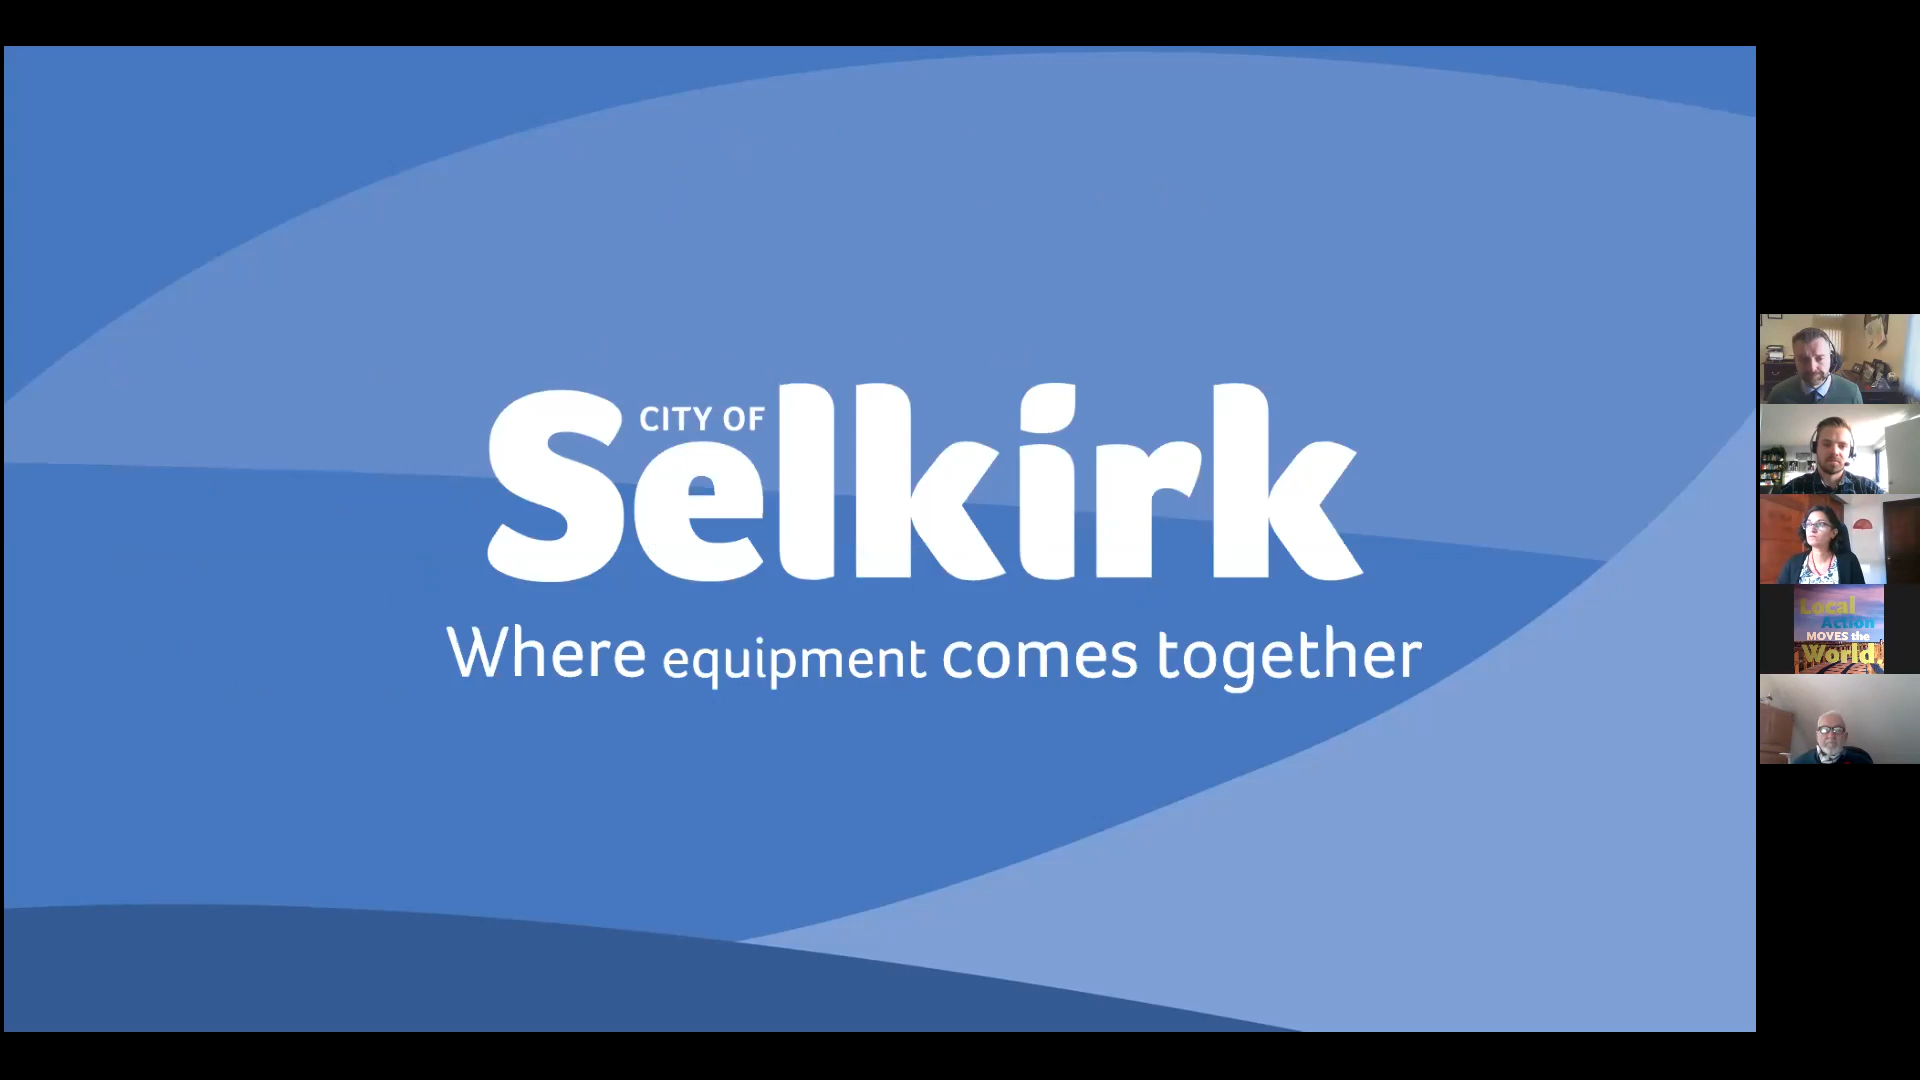 CITY OF
Selkirk
Where equipment comes together
Local
Action
MOVES the
World